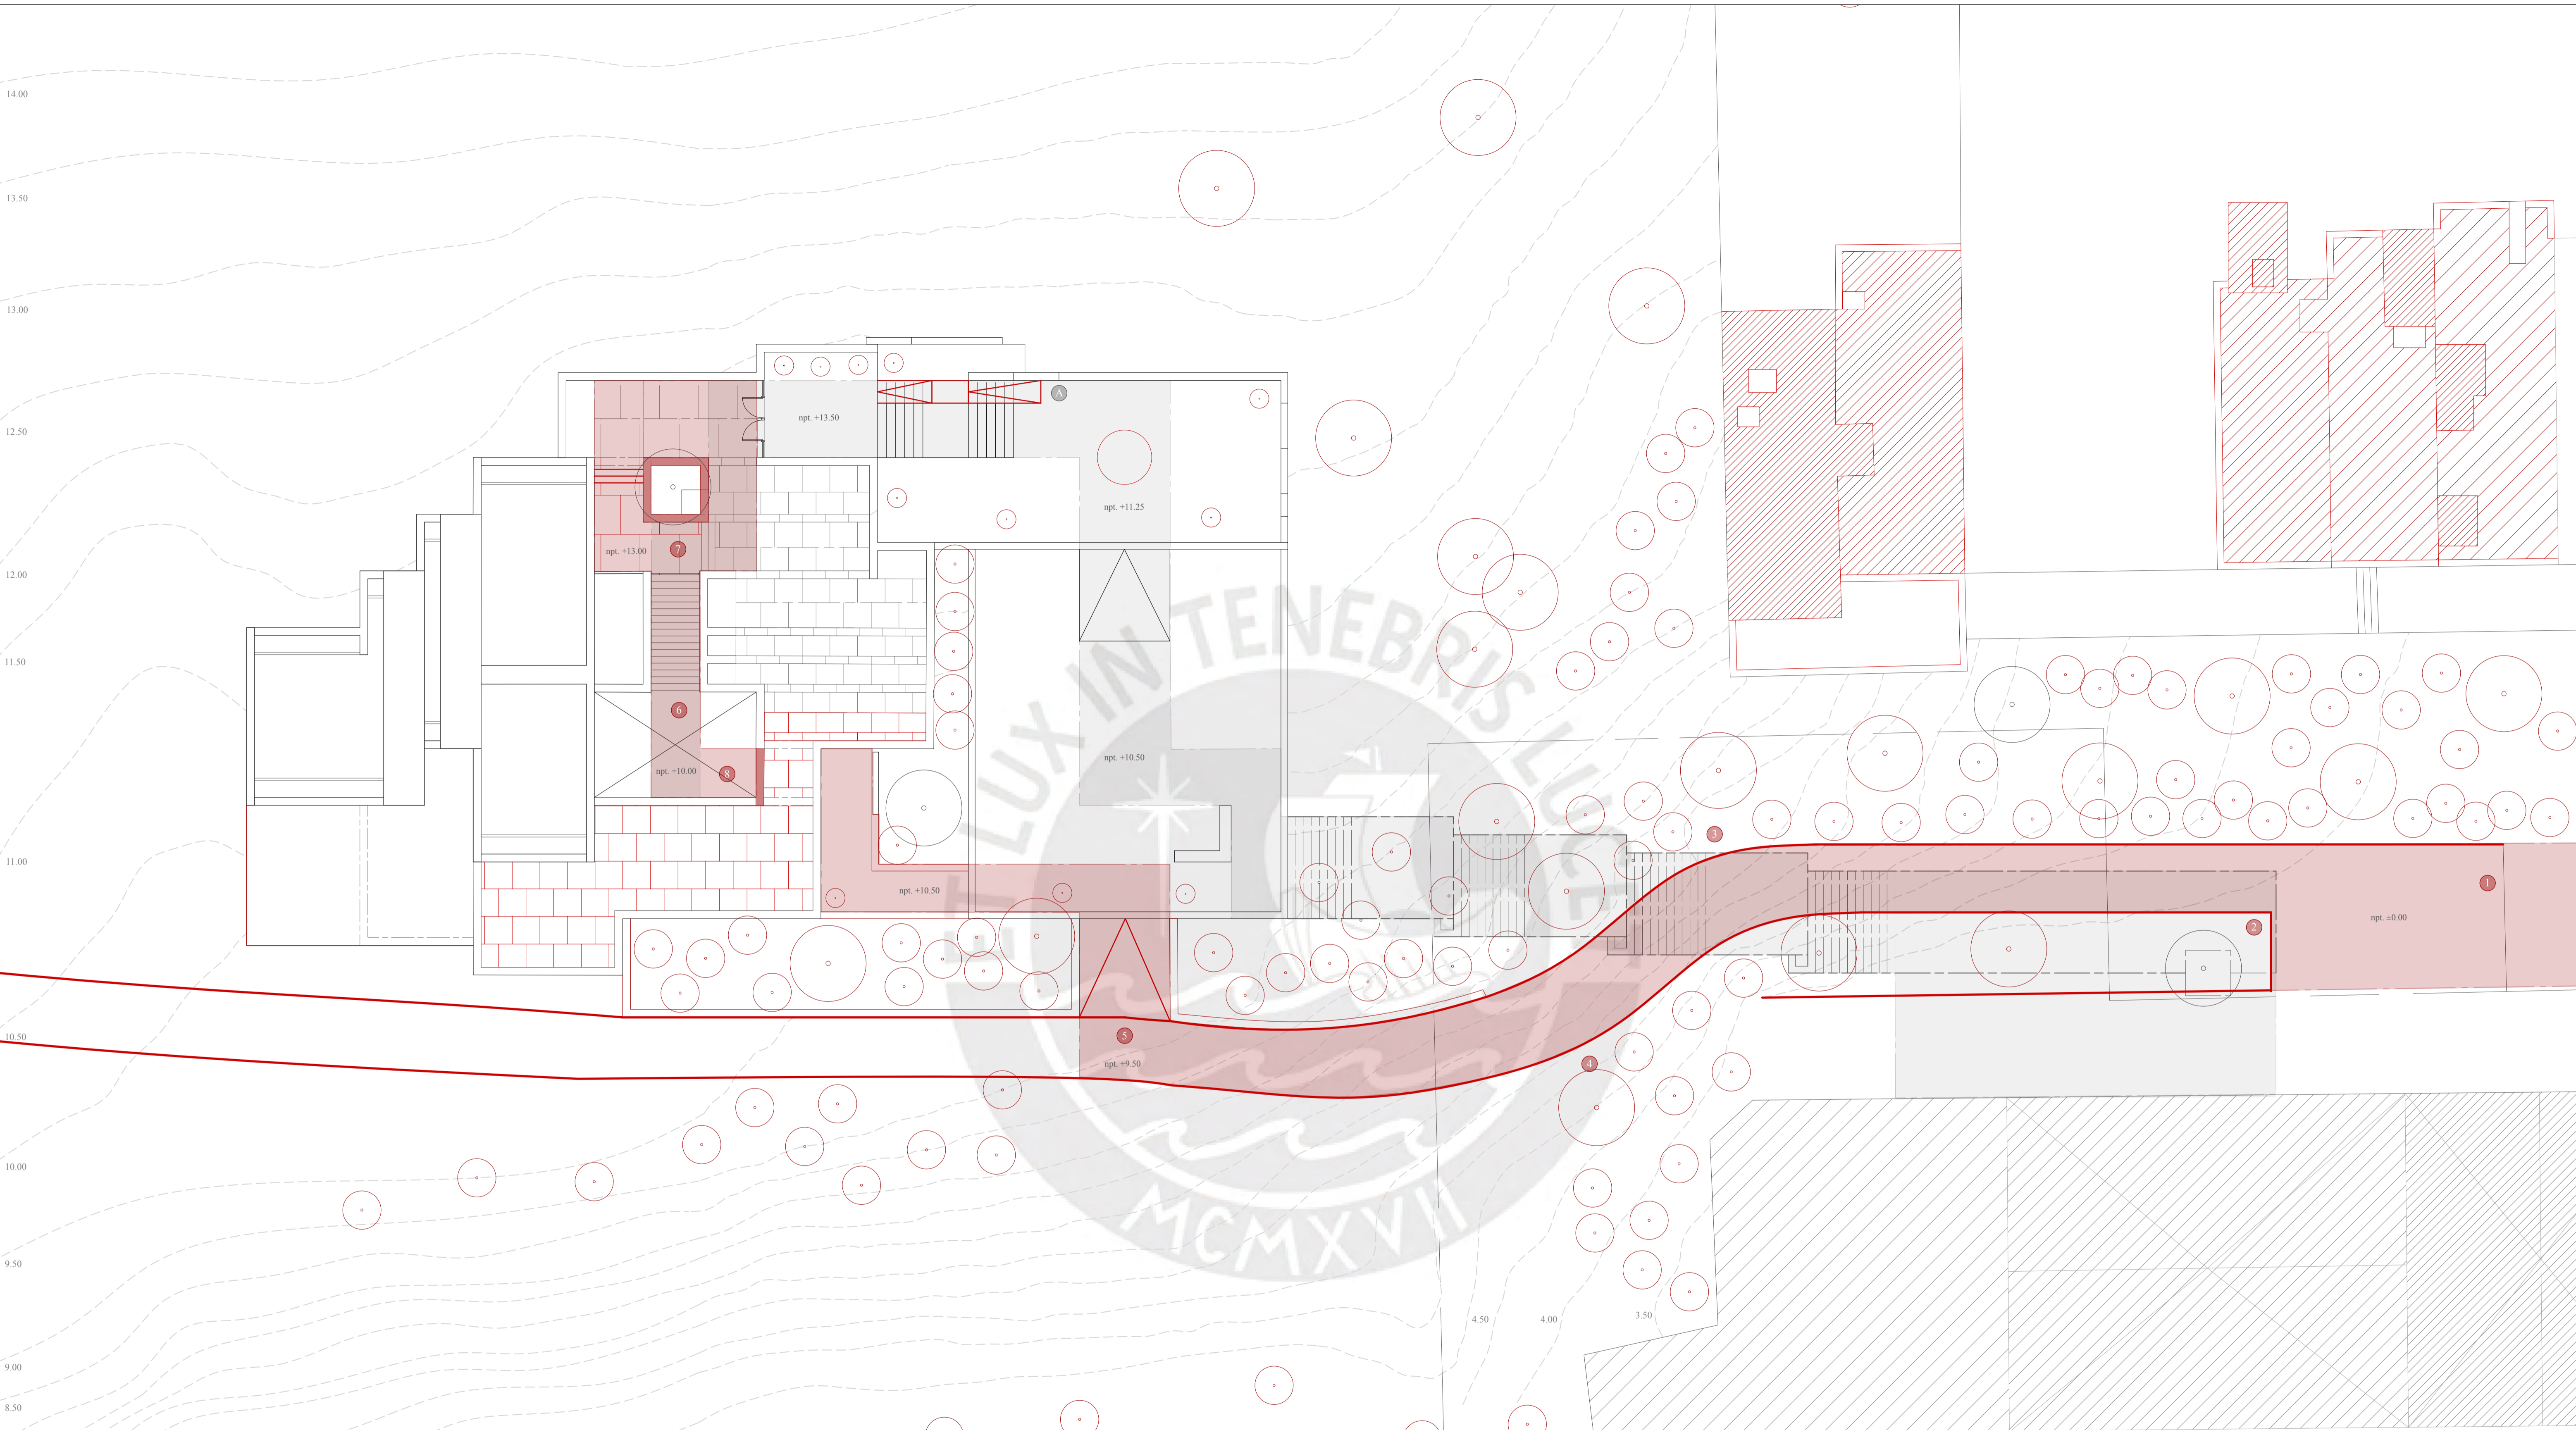 14.00
13.50
13.00
12.50
12.00
11.50
11.00
10.50
10.00
9.50
9.00
8.50
A
npt. +13.50
npt. +11.25
7
npt. +13.00
6
npt. +10.50
npt. +10.00
8
3
1
npt. +10.50
npt. ±0.00
2
5
npt. +9.50
4
4.50
4.00
3.50
ET LUX IN TENEBRIS LUCET
MCMXVII